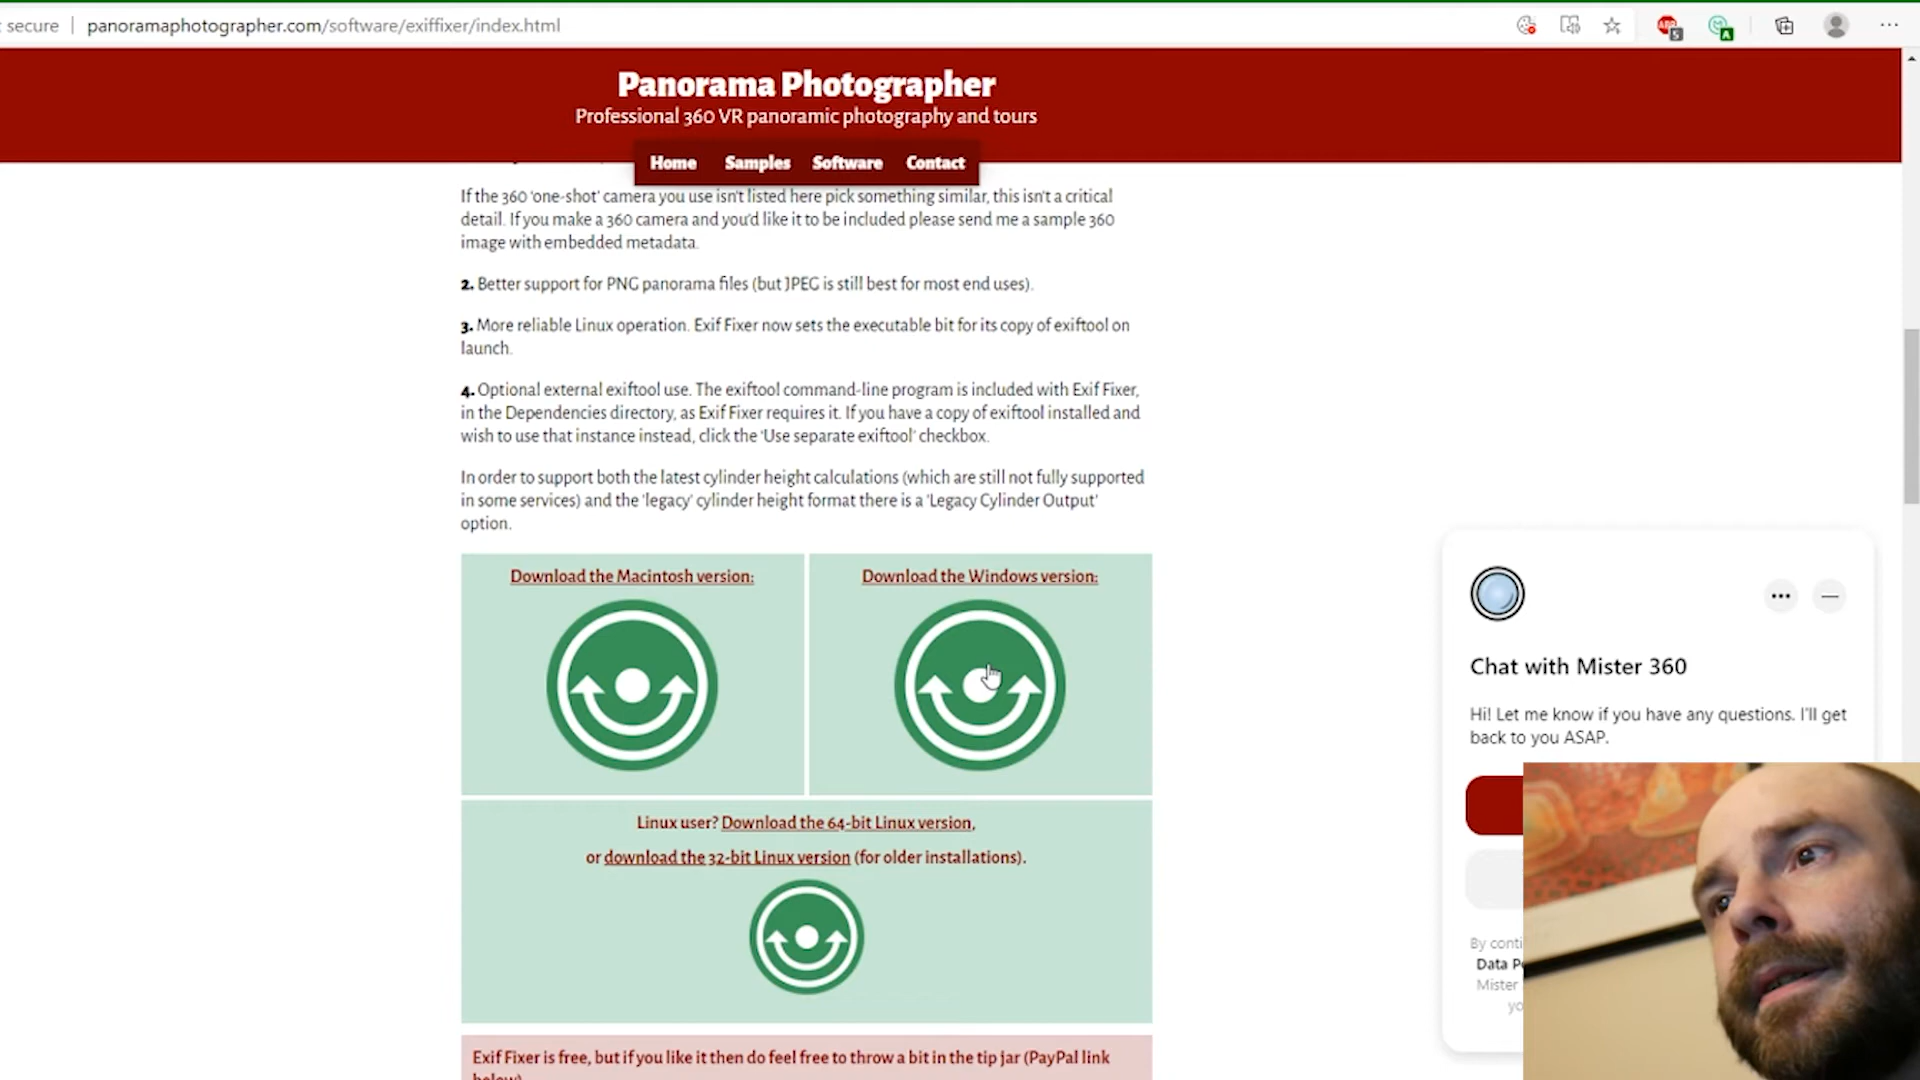 secure | panoramaphotographer.com/software/exiffixer/index.html
Panorama Photographer
Professional 360 VR panoramic photography and tours
Home Samples Software Contact
If the 360 'one-shot' camera you use isn't listed here pick something similar, this isn't a critical
detail. If you make a 360 camera and you'd like it to be included please send me a sample 360
image with embedded metadata.
2. Better support for PNG panorama files (but JPEG is still best for most end uses).
3. More reliable Linux operation. Exif Fixer now sets the executable bit for its copy of exiftool on
launch.
4. Optional external exiftool use. The exiftool command-line program is included with Exif Fixer,
in the Dependencies directory, as Exif Fixer requires it. If you have a copy of exiftool installed and
wish to use that instance instead, click the 'Use separate exiftool' checkbox.
In order to support both the latest cylinder height calculations (which are still not fully supported
in some services) and the 'legacy' cylinder height format there is a 'Legacy Cylinder Output'
option.
Download the Macintosh version:
Download the Windows version:
Linux user? Download the 64-bit Linux version,
or download the 32-bit Linux version (for older installations).
Exif Fixer is free, but if you like it then do feel free to throw a bit in the tip jar (PayPal link
below)
Chat with Mister 360
Hi! Let me know if you have any questions. I'll get
back to you ASAP.
By conti
Data P
Mister
yo
ABP
5
A